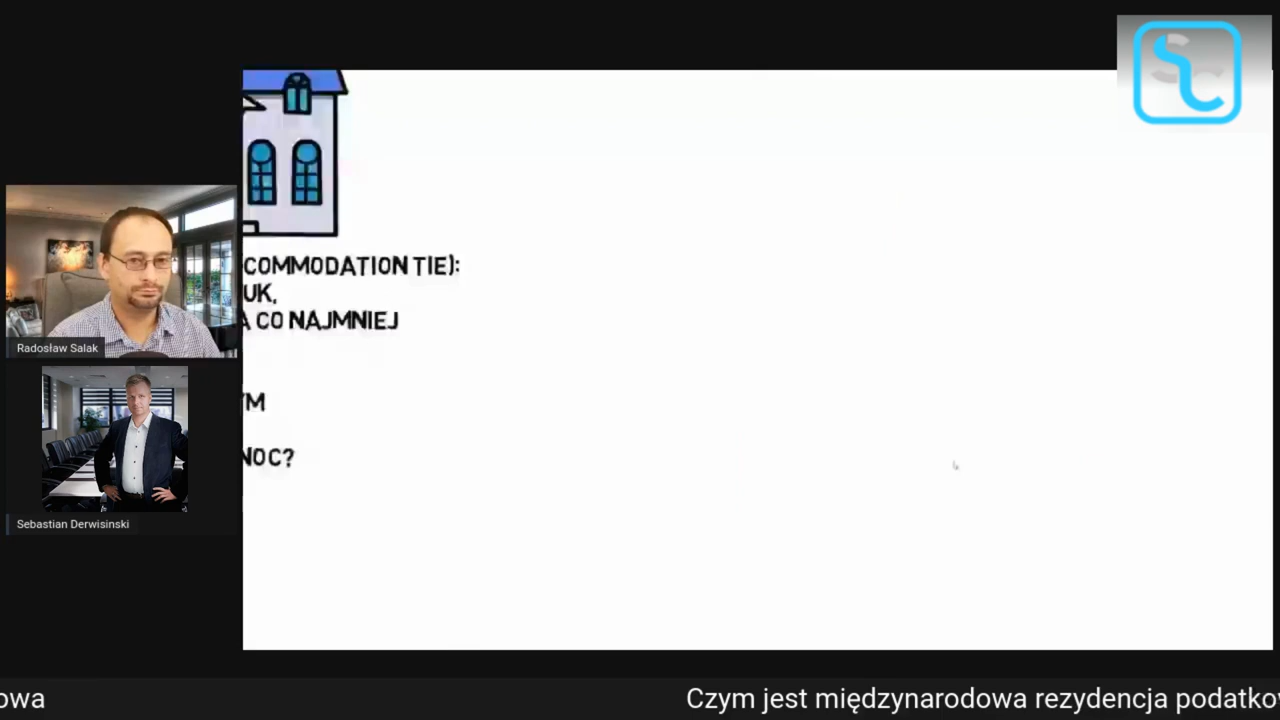 COMMODATION TIE):
UK,
A CO NAJMNIEJ
YM
NOC?
Radosław Salak
Sebastian Derwisinski
owa
Czym jest międzynarodowa rezydencja podatkow